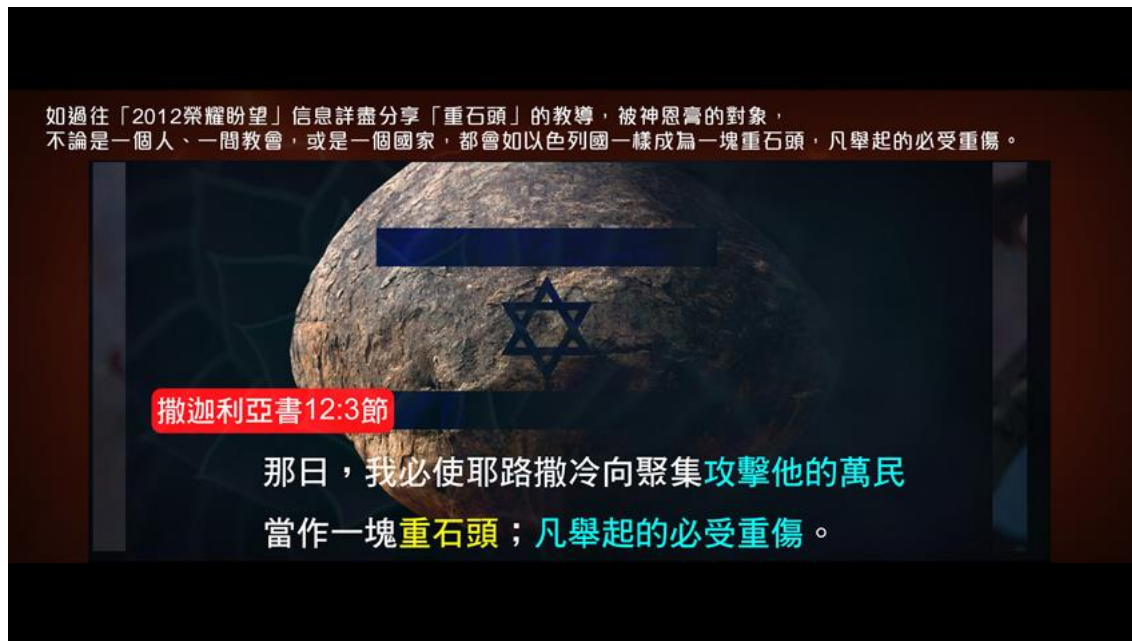 如過往「2012榮耀盼望」信息詳盡分享「重石頭」的教導，被神恩膏的對象，
不論是一個人、一間教會，或是一個國家，都會如以色列國一樣成為一塊重石頭，凡舉起的必受重傷。
撒迦利亞書12:3節
那日，我必使耶路撒冷向聚集攻擊他的萬民
當作一塊重石頭；凡舉起的必受重傷。